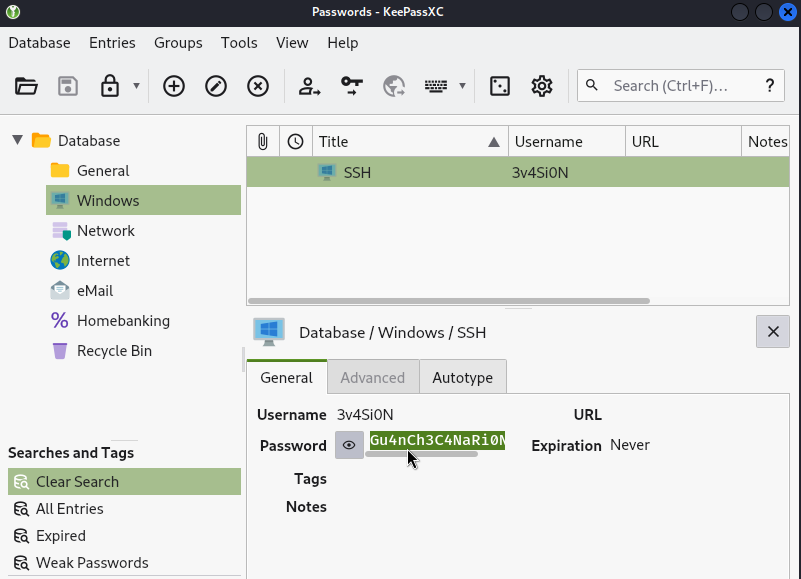 Passwords - KeePassXC
Database Entries Groups Tools View Help
Search (Ctrl+F)... ?
Database
General
Windows
Network
Internet
eMail
Homebanking
Recycle Bin
Searches and Tags
Clear Search
All Entries
Expired
Weak Passwords
Title Username URL Notes
SSH 3v4Si0N
Database / Windows / SSH
General Advanced Autotype
Username 3v4Si0N URL
Password Gu4nCh3C4NaRi0N Expiration Never
Tags
Notes